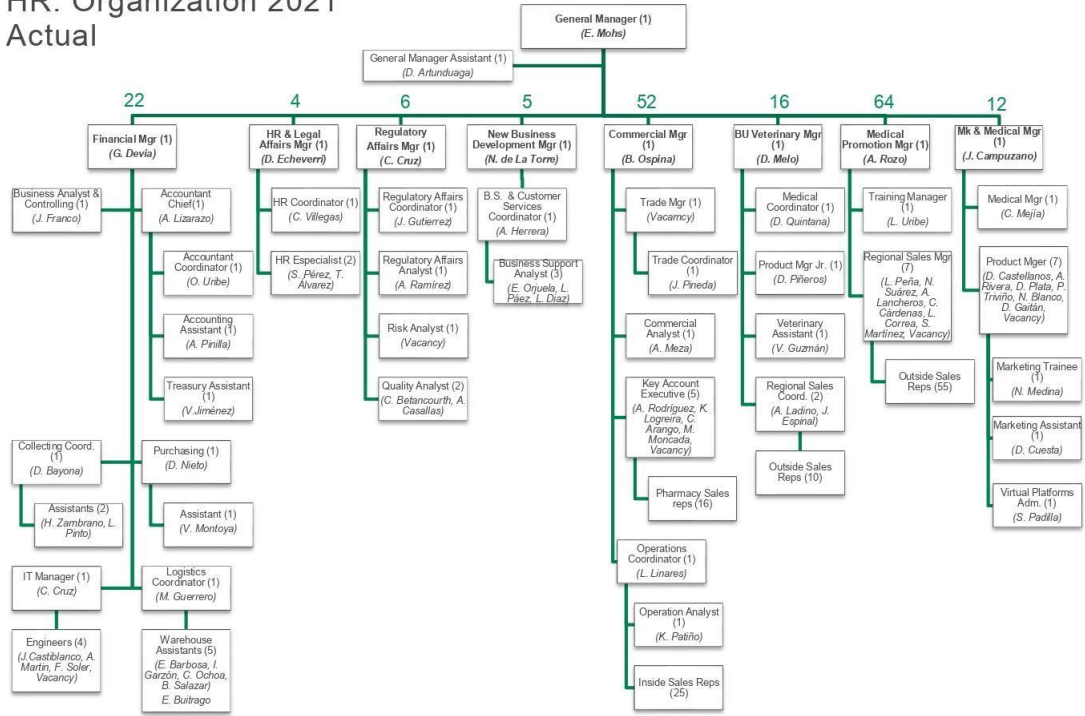 HR: Organization 2021
Actual
General Manager (1)
(E. Mohs)
General Manager Assistant (1)
(D. Artunduaga)
22
4
6
5
52
16
64
12
Financial Mgr (1)
(G. Devia)
HR & Legal
Affairs Mgr (1)
(D. Echeverri)
Regulatory
Affairs Mgr (1)
(C. Cruz)
New Business
Development Mgr (1)
(N. de La Torre)
Commercial Mgr
(1)
(B. Ospina)
BU Veterinary Mgr
(1)
(D. Melo)
Medical
Promotion Mgr (1)
(A. Rozo)
Mk & Medical Mgr
(1)
(J. Campuzano)
Business Analyst &
Controlling (1)
(J. Franco)
Accountant
Chief(1)
(A. Lizarazo)
Accountant
Coordinator (1)
(O. Uribe)
Accounting
Assistant (1)
(A. Pinilla)
Treasury Assistant
(1)
(V.Jiménez)
Collecting Coord.
(1)
(D. Bayona)
Assistants (2)
(H. Zambrano, L.
Pinto)
Purchasing (1)
(D. Nieto)
Assistant (1)
(V. Montoya)
IT Manager (1)
(C. Cruz)
Engineers (4)
(J.Castiblanco, A.
Martin, F. Soler,
Vacancy)
Logistics
Coordinator (1)
(M. Guerrero)
Warehouse
Assistants (5)
(E. Barbosa, I.
Garzón, C. Ochoa,
B. Salazar)
E. Buitrago
HR Coordinator (1)
(C. Villegas)
HR Especialist (2)
(S. Pérez, T.
Álvarez)
Regulatory Affairs
Coordinator (1)
(J. Gutierrez)
Regulatory Affairs
Analyst (1)
(A. Ramírez)
Risk Analyst (1)
(Vacancy)
Quality Analyst (2)
(C. Betancourth, A.
Casallas)
B.S. & Customer
Services
Coordinator (1)
(A. Herrera)
Business Support
Analyst (3)
(E. Orjuela, L.
Páez, L. Diaz)
Trade Mgr (1)
(Vacamcy)
Trade Coordinator
(1)
(J. Pineda)
Commercial
Analyst (1)
(A. Meza)
Key Account
Executive (5)
(A. Rodríguez, K.
Logreira, C.
Arango, M.
Moncada,
Vacancy)
Pharmacy Sales
reps (16)
Operations
Coordinator (1)
(L. Linares)
Operation Analyst
(1)
(K. Patiño)
Inside Sales Reps
(25)
Medical
Coordinator (1)
(D. Quintana)
Product Mgr Jr. (1)
(D. Piñeros)
Veterinary
Assistant (1)
(V. Guzmán)
Regional Sales
Coord. (2)
(A. Ladino, J.
Espinal)
Outside Sales
Reps (10)
Training Manager
(1)
(L. Uribe)
Regional Sales Mgr
(7)
(L. Peña, N.
Suárez, A.
Lancheros, C.
Cárdenas, L.
Correa, S.
Martínez, Vacancy)
Outside Sales
Reps (55)
Medical Mgr (1)
(C. Mejía)
Product Mger (7)
(D. Castellanos, A.
Rivera, D. Plata, P.
Triviño, N. Blanco,
D. Gaitán,
Vacancy)
Marketing Trainee
(1)
(N. Medina)
Marketing Assistant
(1)
(D. Cuesta)
Virtual Platforms
Adm. (1)
(S. Padilla)